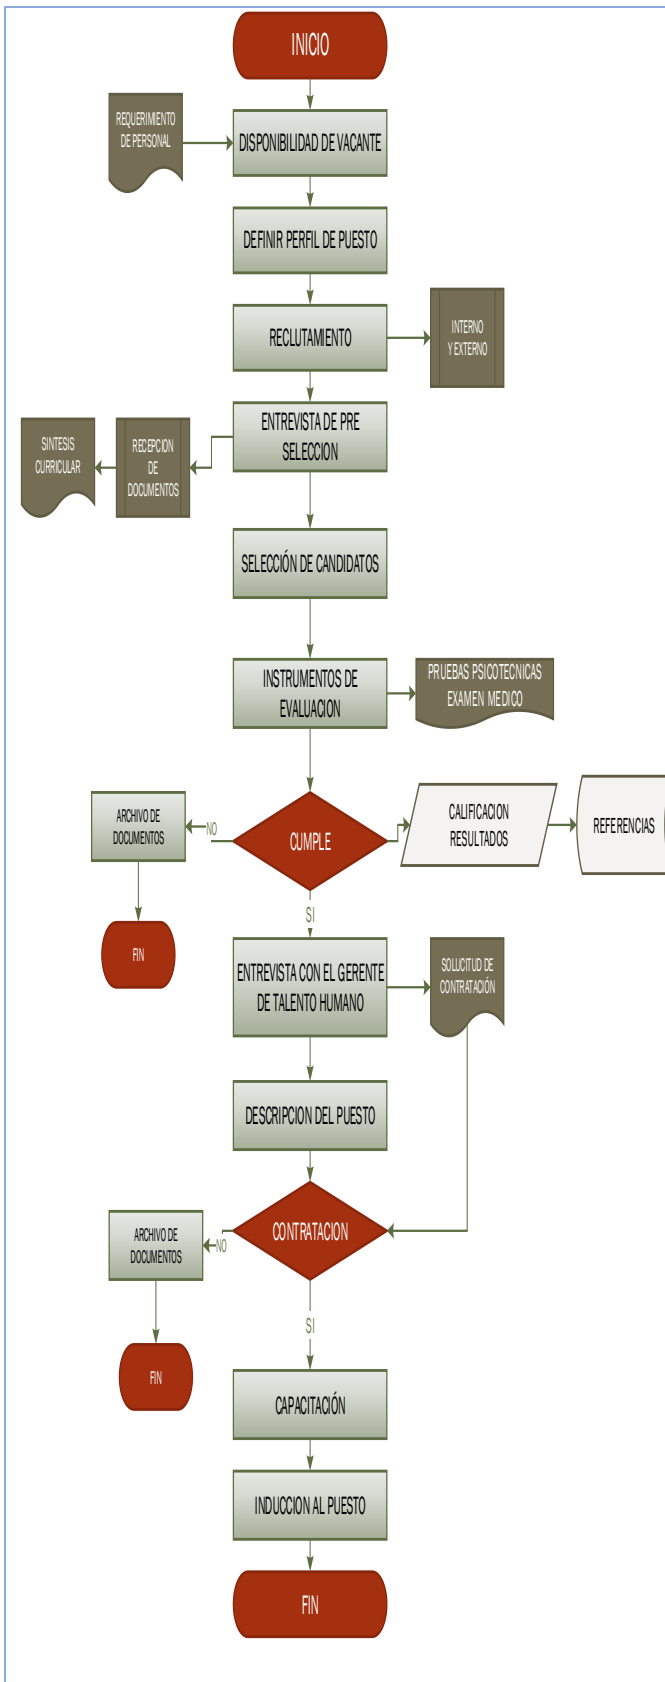 INICIO
REQUERIMIENTO
DE PERSONAL
DISPONIBILIDAD DE VACANTE
DEFINIR PERFIL DE PUESTO
RECLUTAMIENTO
INTERNO
Y EXTERNO
ENTREVISTA DE PRE
SELECCION
RECEPCION
DE
DOCUMENTOS
SINTESIS
CURRICULAR
SELECCIÓN DE CANDIDATOS
INSTRUMENTOS DE
EVALUACION
PRUEBAS PSICOTECNICAS
EXAMEN MEDICO
CUMPLE
NO
ARCHIVO DE
DOCUMENTOS
FIN
CALIFICACION
RESULTADOS
REFERENCIAS
SI
ENTREVISTA CON EL GERENTE
DE TALENTO HUMANO
SOLUCITUD DE
CONTRATACIÓN
DESCRIPCION DEL PUESTO
CONTRATACION
NO
ARCHIVO DE
DOCUMENTOS
FIN
SI
CAPACITACIÓN
INDUCCION AL PUESTO
FIN